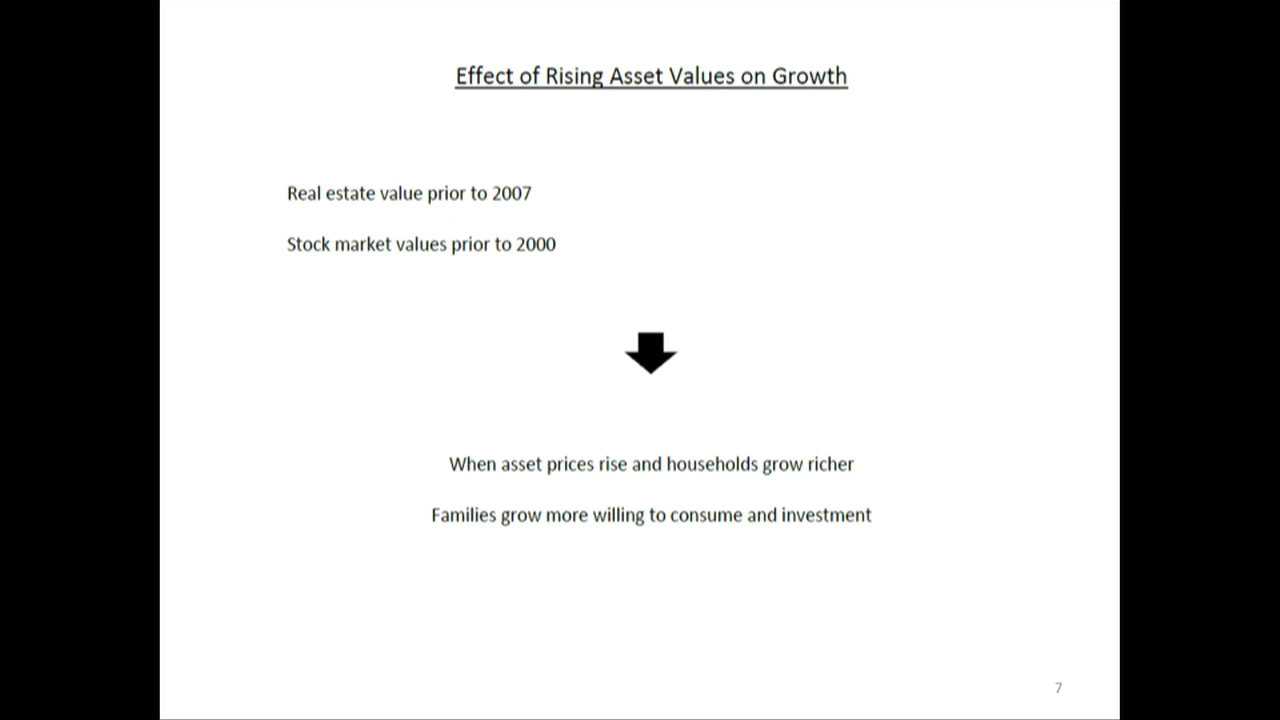 Effect of Rising Asset Values on Growth
Real estate value prior to 2007
Stock market values prior to 2000
When asset prices rise and households grow richer
Families grow more willing to consume and investment
7